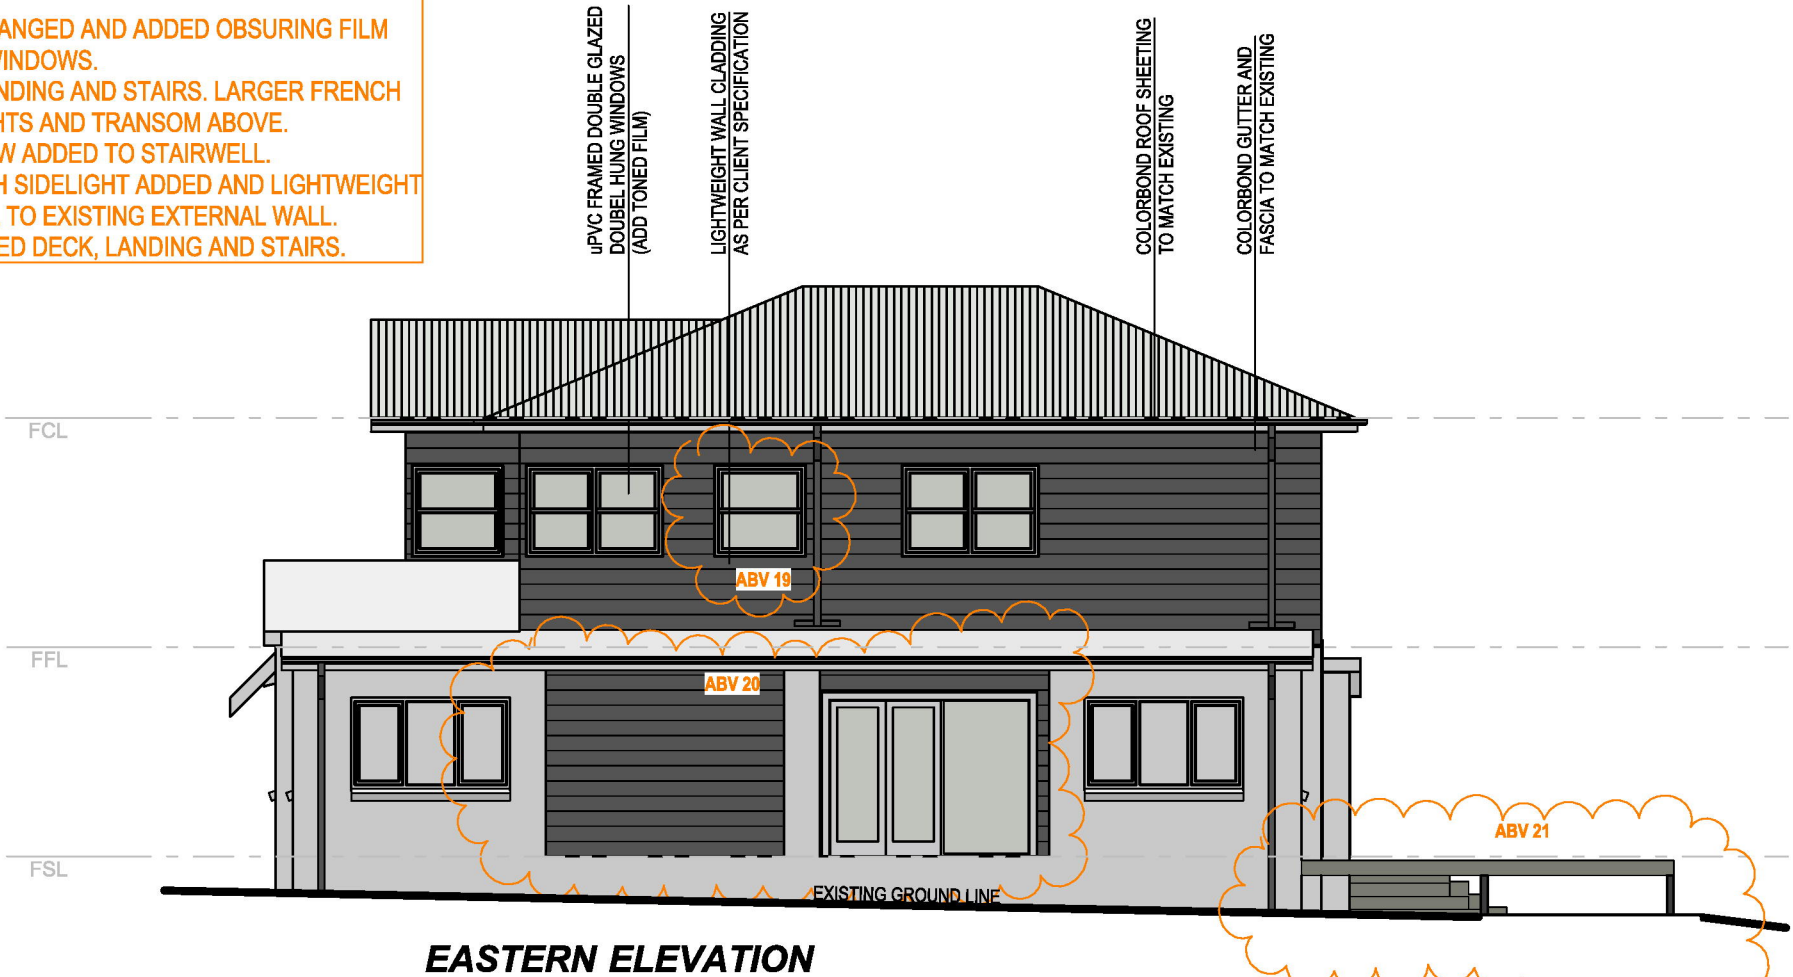 ANGED AND ADDED OBSURING FILM
WINDOWS.
NDING AND STAIRS. LARGER FRENCH
HTS AND TRANSOM ABOVE.
W ADDED TO STAIRWELL.
H SIDELIGHT ADDED AND LIGHTWEIGHT
TO EXISTING EXTERNAL WALL.
ED DECK, LANDING AND STAIRS.
uPVC FRAMED DOUBLE GLAZED
DOUBEL HUNG WINDOWS
(ADD TONED FILM)
LIGHTWEIGHT WALL CLADDING
AS PER CLIENT SPECIFICATION
COLORBOND ROOF SHEETING
TO MATCH EXISTING
COLORBOND GUTTER AND
FASCIA TO MATCH EXISTING
FCL
ABV 19
FFL
ABV 20
ABV 21
FSL
EXISTING GROUND LINE
EASTERN ELEVATION